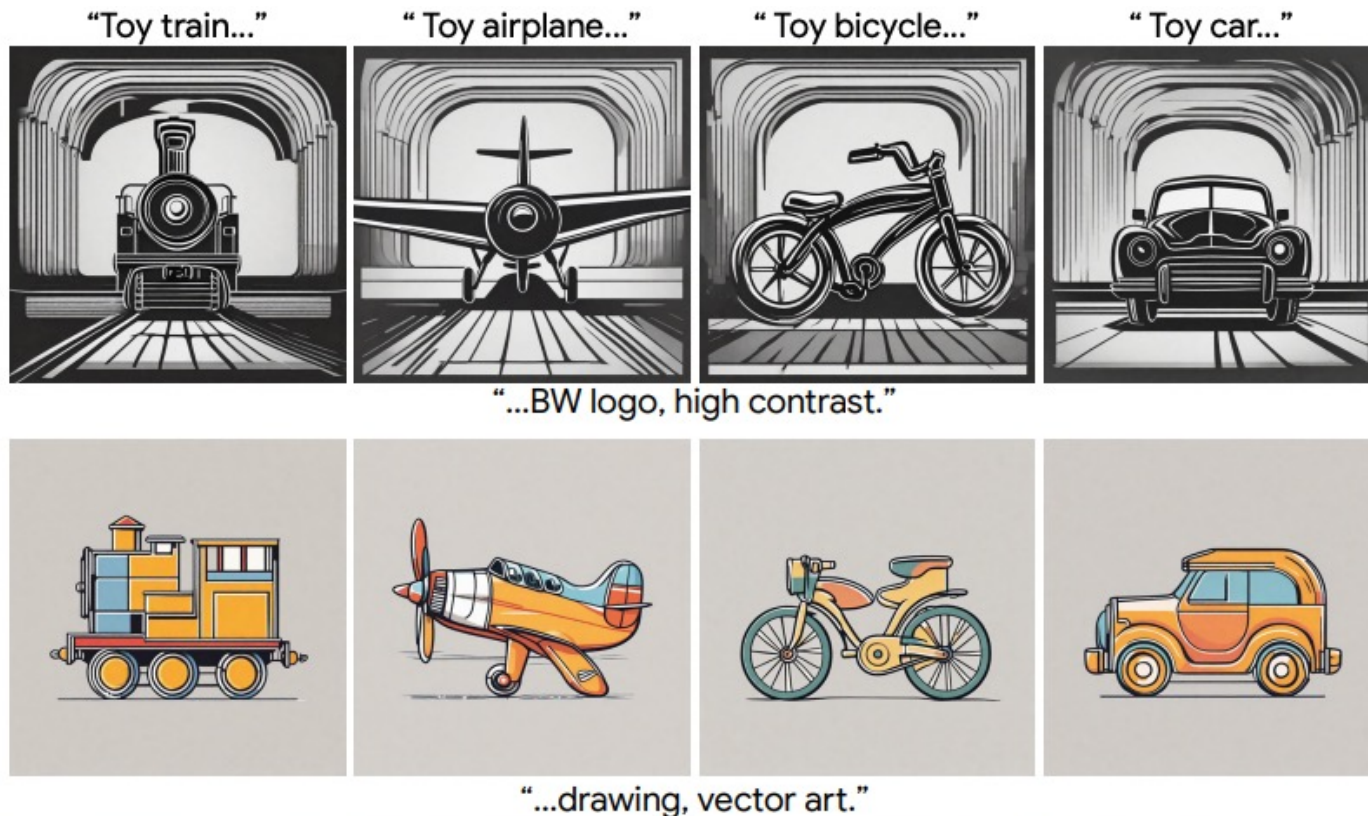 “Toy train...”
“ Toy airplane...”
“ Toy bicycle...”
“ Toy car...”
“...BW logo, high contrast.”
“...drawing, vector art.”